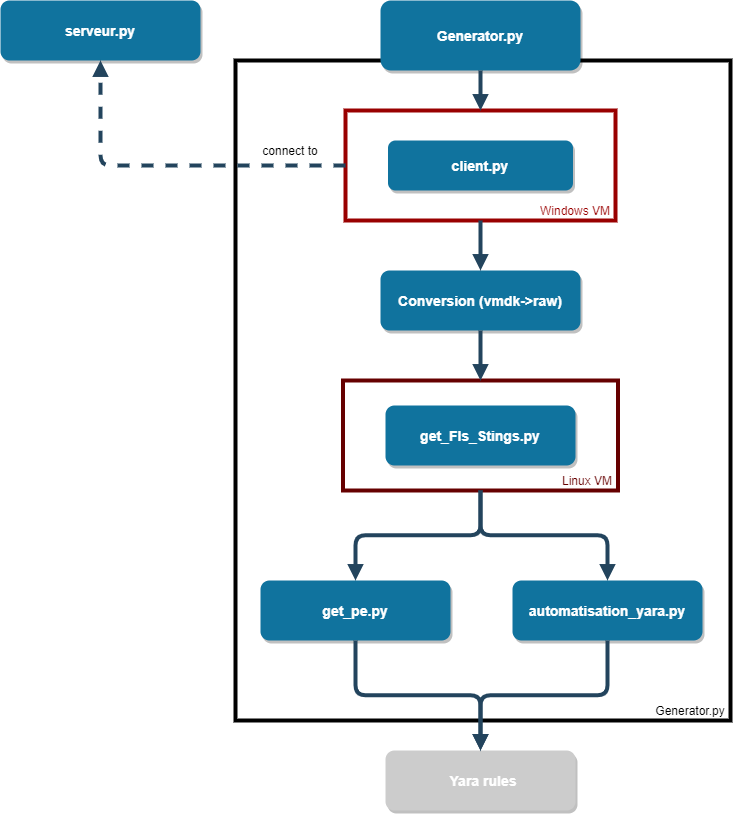 serveur.py
Generator.py
connect to
client.py
Windows VM
Conversion (vmdk->raw)
get_Fls_Stings.py
Linux VM
get_pe.py
automatisation_yara.py
Generator.py
Yara rules